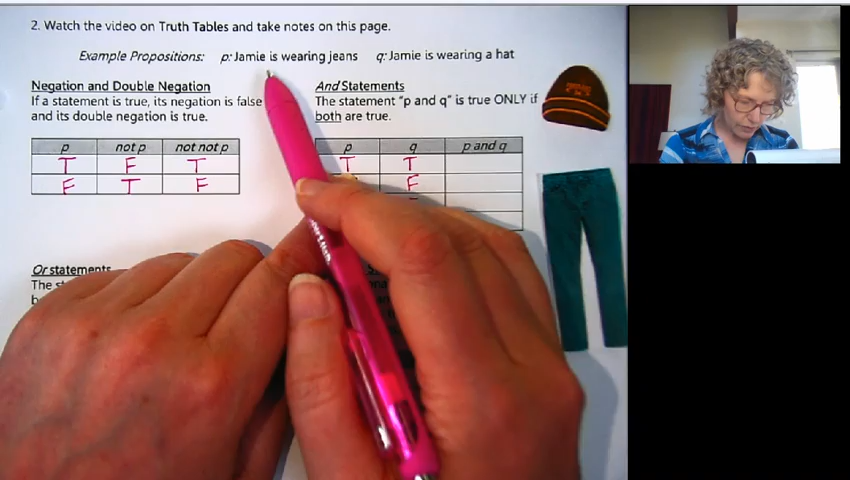 2. Watch the video on Truth Tables and take notes on this page.
Example Propositions: p: Jamie is wearing jeans q: Jamie is wearing a hat
Negation and Double Negation
If a statement is true, its negation is false
and its double negation is true.
p not p not not p
T F T
F T F
And Statements
The statement "p and q" is true ONLY if
both are true.
p q p and q
T T
F
Or statements
The